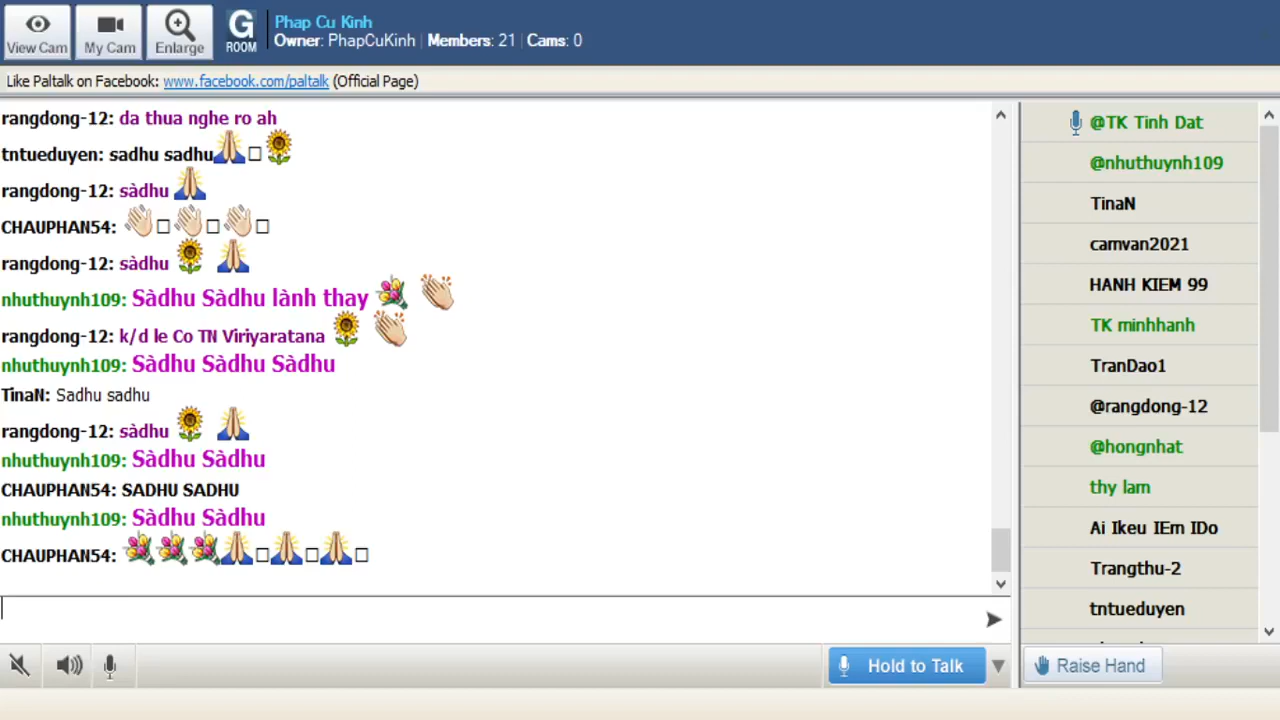 View Cam
My Cam
Enlarge
G
ROOM
Phap Cu Kinh
Owner: PhapCuKinh | Members: 21 | Cams: 0
Like Paltalk on Facebook: www.facebook.com/paltalk (Official Page)
rangdong-12: da thua nghe ro ah
tntueduyen: sadhu sadhu🙏□🌻
rangdong-12: sàdhu 🙏
CHAUPHAN54: 👋□👋□👋□
rangdong-12: sàdhu 🌻 🙏
nhuthuynh109: Sàdhu Sàdhu lành thay 💐 👏
rangdong-12: k/d le Co TN Viriyaratana 🌻 👏
nhuthuynh109: Sàdhu Sàdhu Sàdhu
TinaN: Sadhu sadhu
rangdong-12: sàdhu 🌻 🙏
nhuthuynh109: Sàdhu Sàdhu
CHAUPHAN54: SADHU SADHU
nhuthuynh109: Sàdhu Sàdhu
CHAUPHAN54: 💐💐💐🙏□🙏□🙏□
Hold to Talk
@TK Tinh Dat
@nhuthuynh109
TinaN
camvan2021
HANH KIEM 99
TK minhhanh
TranDao1
@rangdong-12
@hongnhat
thy lam
Ai Ikeu IEm IDo
Trangthu-2
tntueduyen
Raise Hand